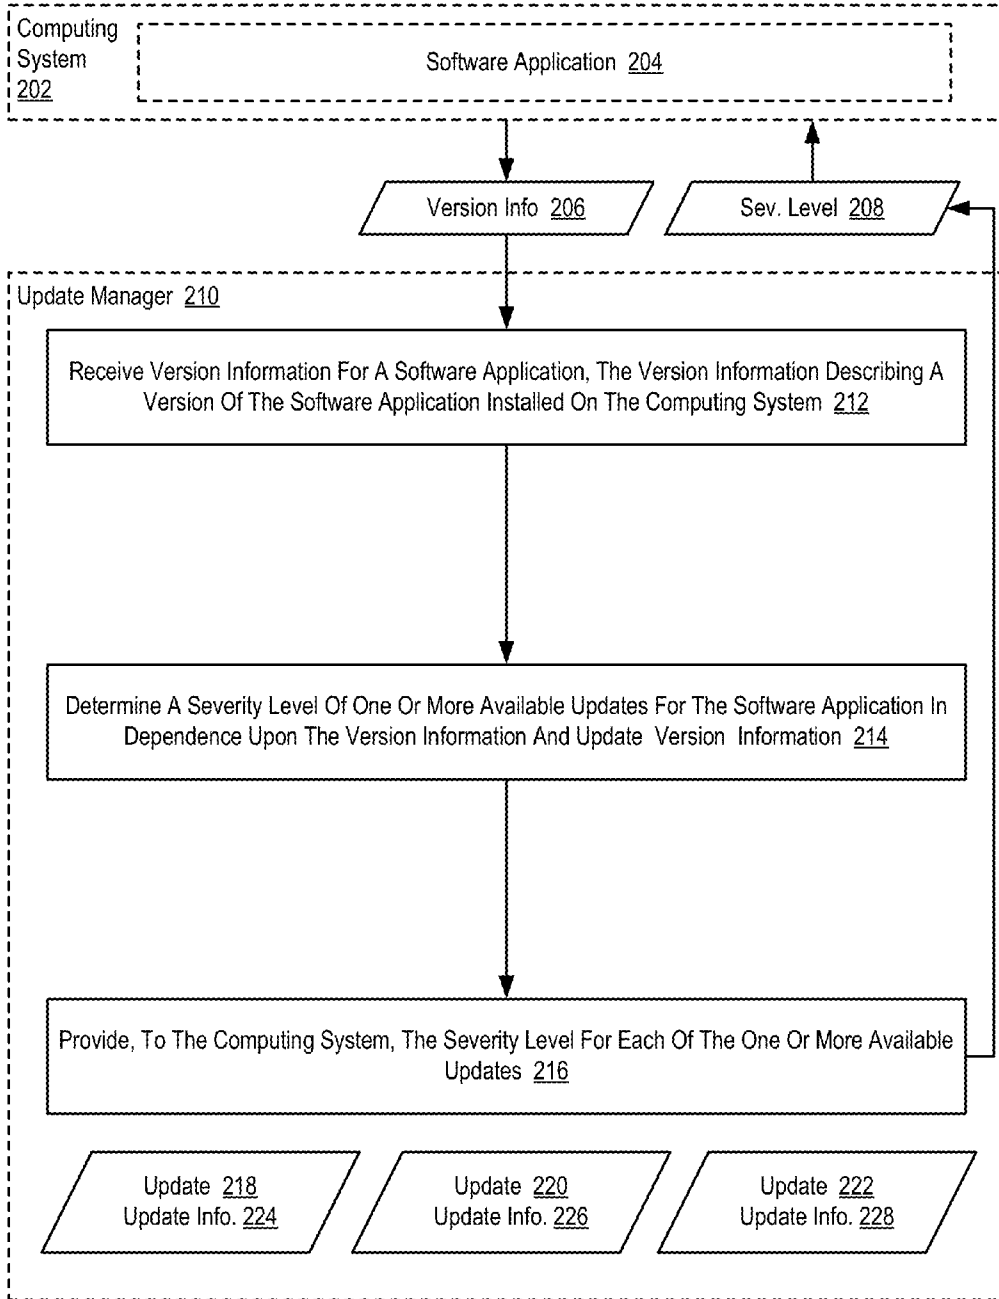 Computing
System
202
Software Application 204
Version Info 206
Sev. Level 208
Update Manager 210
Receive Version Information For A Software Application, The Version Information Describing A
Version Of The Software Application Installed On The Computing System 212
Determine A Severity Level Of One Or More Available Updates For The Software Application In
Dependence Upon The Version Information And Update Version Information 214
Provide, To The Computing System, The Severity Level For Each Of The One Or More Available
Updates 216
Update 218
Update Info. 224
Update 220
Update Info. 226
Update 222
Update Info. 228